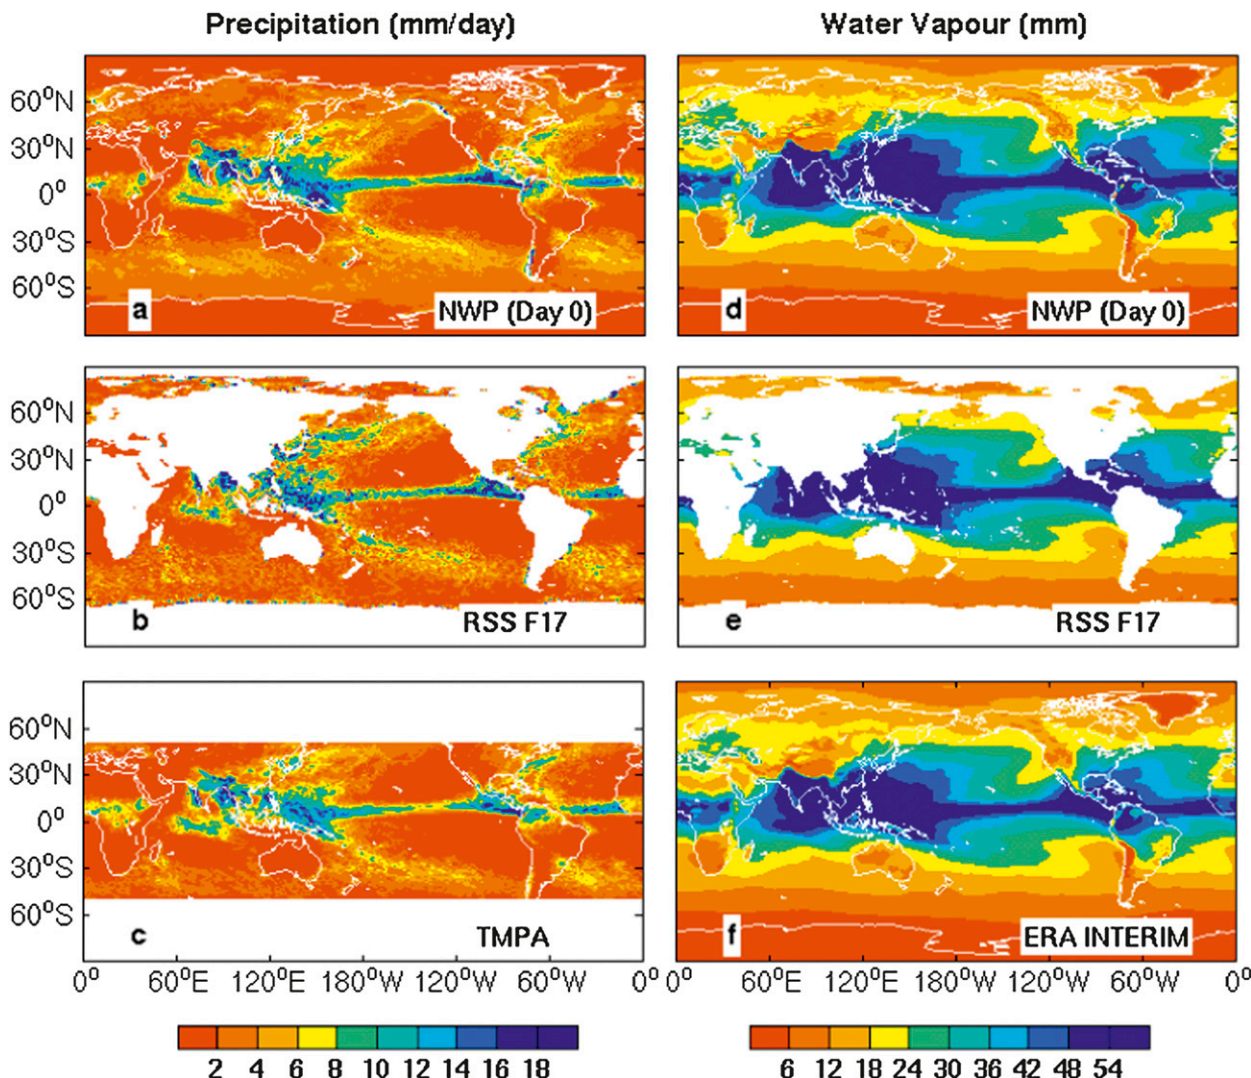 Precipitation (mm/day)
Water Vapour (mm)
60°N
30°N
0°
30°S
60°S
a
NWP (Day 0)
d
NWP (Day 0)
60°N
30°N
0°
30°S
60°S
b
RSS F17
e
RSS F17
60°N
30°N
0°
30°S
60°S
c
TMPA
f
ERA INTERIM
0° 60°E 120°E 180°W 120°W 60°W 0°
0° 60°E 120°E 180°W 120°W 60°W 0°
2 4 6 8 10 12 14 16 18
6 12 18 24 30 36 42 48 54